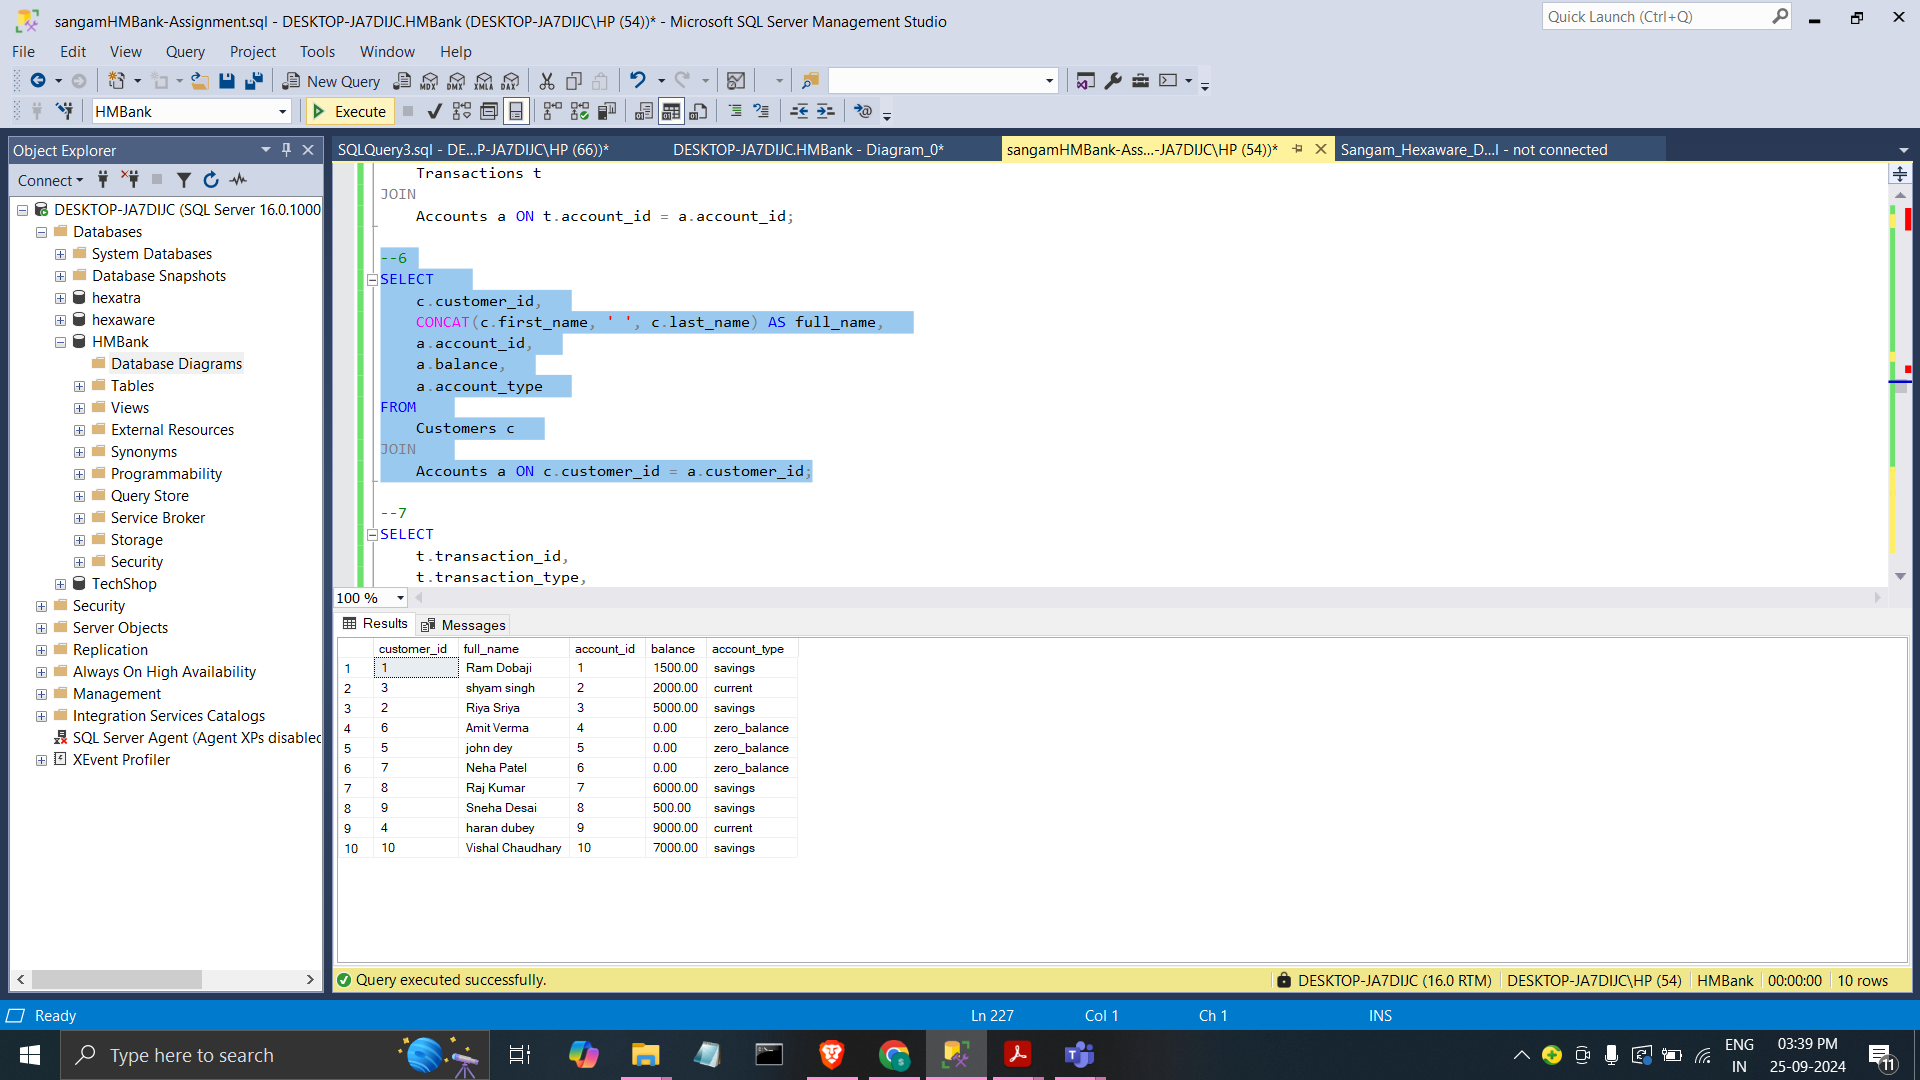 sangamHMBank-Assignment.sql - DESKTOP-JA7DIJC.HMBank (DESKTOP-JA7DIJC\HP (54))* - Microsoft SQL Server Management Studio
Quick Launch (Ctrl+Q)
File Edit View Query Project Tools Window Help
New Query
MDX DMX XMLA DAX
HMBank
Execute
Object Explorer
SQLQuery3.sql - DE...P-JA7DIJC\HP (66))*
DESKTOP-JA7DIJC.HMBank - Diagram_0*
sangamHMBank-Ass...-JA7DIJC\HP (54))*
Sangam_Hexaware_D...l - not connected
Connect
DESKTOP-JA7DIJC (SQL Server 16.0.1000
Databases
System Databases
Database Snapshots
hexatra
hexaware
HMBank
Database Diagrams
Tables
Views
External Resources
Synonyms
Programmability
Query Store
Service Broker
Storage
Security
TechShop
Security
Server Objects
Replication
Always On High Availability
Management
Integration Services Catalogs
SQL Server Agent (Agent XPs disabled
XEvent Profiler
Transactions t
JOIN
Accounts a ON t.account_id = a.account_id;
--6
SELECT
c.customer_id,
CONCAT(c.first_name, ' ', c.last_name) AS full_name,
a.account_id,
a.balance,
a.account_type
FROM
Customers c
JOIN
Accounts a ON c.customer_id = a.customer_id;
--7
SELECT
t.transaction_id,
t.transaction_type,
100 %
Results Messages
customer_id full_name account_id balance account_type
1 1 Ram Dobaji 1 1500.00 savings
2 3 shyam singh 2 2000.00 current
3 2 Riya Sriya 3 5000.00 savings
4 6 Amit Verma 4 0.00 zero_balance
5 5 john dey 5 0.00 zero_balance
6 7 Neha Patel 6 0.00 zero_balance
7 8 Raj Kumar 7 6000.00 savings
8 9 Sneha Desai 8 500.00 savings
9 4 haran dubey 9 9000.00 current
10 10 Vishal Chaudhary 10 7000.00 savings
Query executed successfully.
DESKTOP-JA7DIJC (16.0 RTM) DESKTOP-JA7DIJC\HP (54) HMBank 00:00:00 10 rows
Ready
Ln 227 Col 1 Ch 1 INS
Type here to search
ENG
IN
03:39 PM
25-09-2024
11